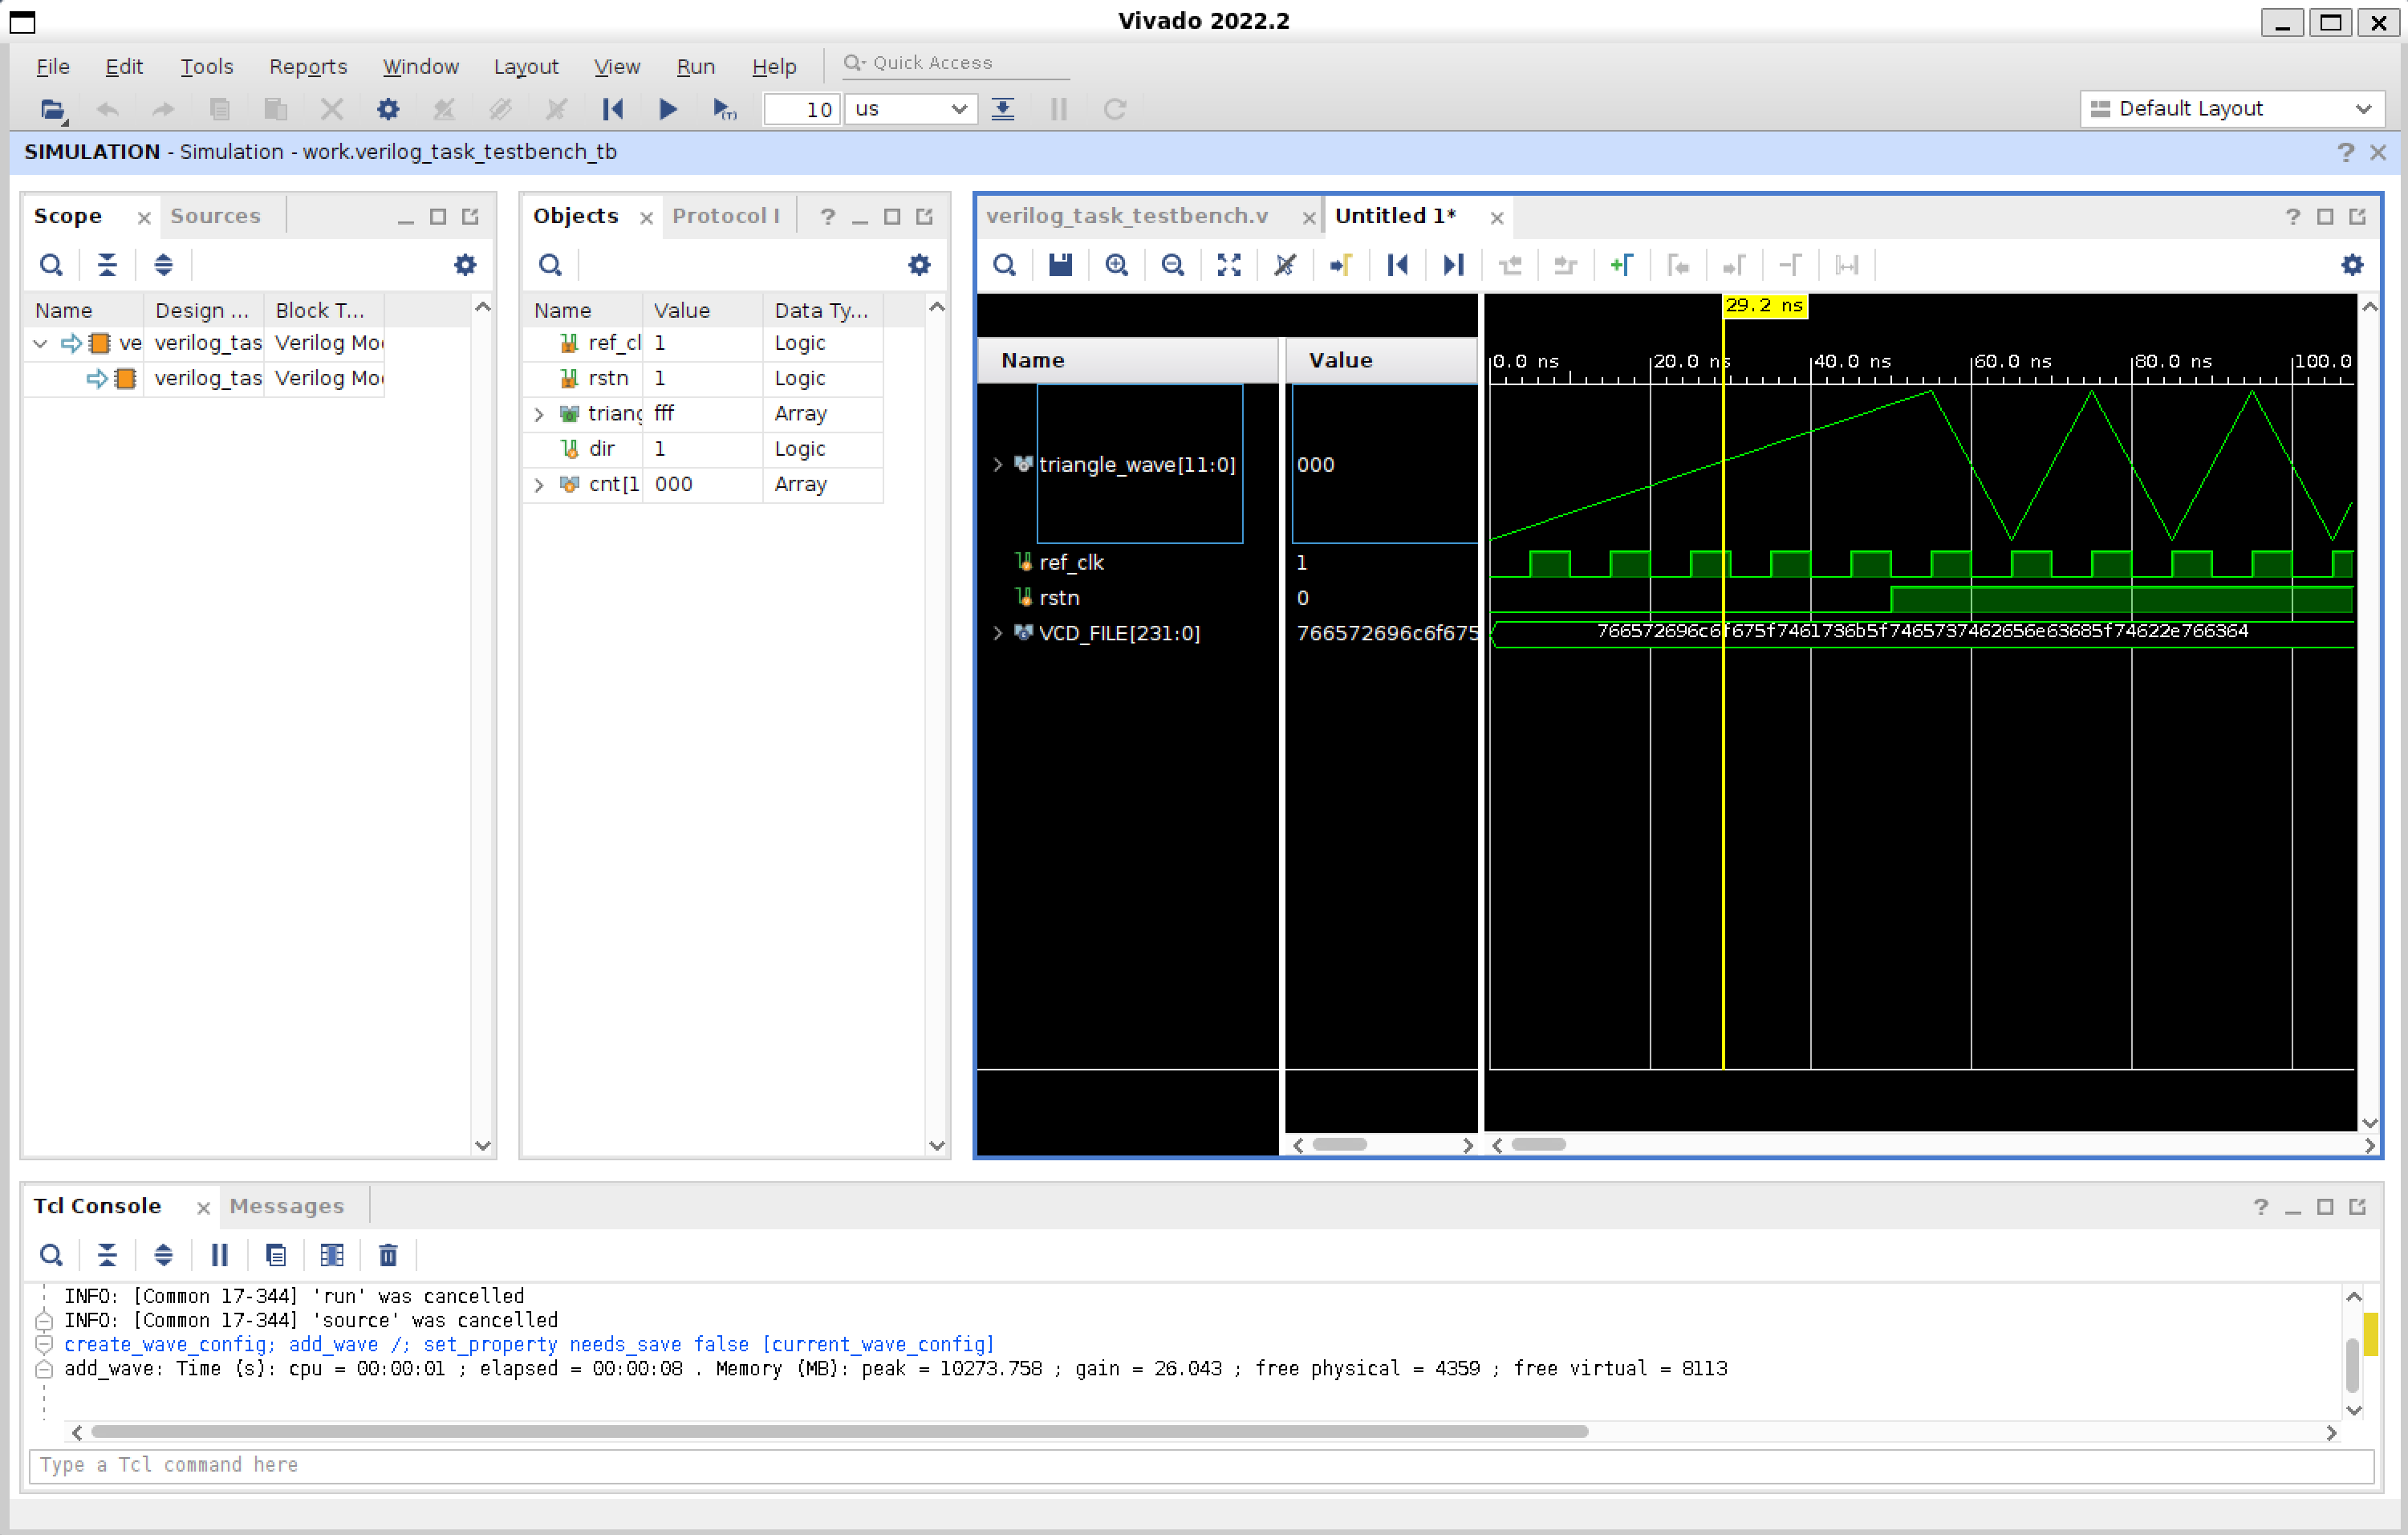 Vivado 2022.2
File Edit Tools Reports Window Layout View Run Help Quick Access
10 us Default Layout
SIMULATION - Simulation - work.verilog_task_testbench_tb
Scope Sources
Name Design ... Block T...
ve verilog_tas Verilog Mo
verilog_tas Verilog Mo
Objects Protocol I
Name Value Data Ty...
ref_cl 1 Logic
rstn 1 Logic
triang fff Array
dir 1 Logic
cnt[1 000 Array
verilog_task_testbench.v Untitled 1*
29.2 ns
Name Value
0.0 ns 20.0 ns 40.0 ns 60.0 ns 80.0 ns 100.0
triangle_wave[11:0] 000
ref_clk 1
rstn 0
VCD_FILE[231:0] 766572696c6f675 766572696c6f675f7461736b5f7465737462656e63685f74622e766364
Tcl Console Messages
INFO: [Common 17-344] 'run' was cancelled
INFO: [Common 17-344] 'source' was cancelled
create_wave_config; add_wave /; set_property needs_save false [current_wave_config]
add_wave: Time (s): cpu = 00:00:01 ; elapsed = 00:00:08 . Memory (MB): peak = 10273.758 ; gain = 26.043 ; free physical = 4359 ; free virtual = 8113
Type a Tcl command here